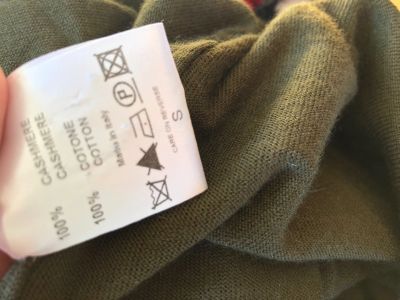 100% CASHMERE
CASHMERE
100% COTONE
COTTON
Made in Italy
P
CARE ON REVERSE
S